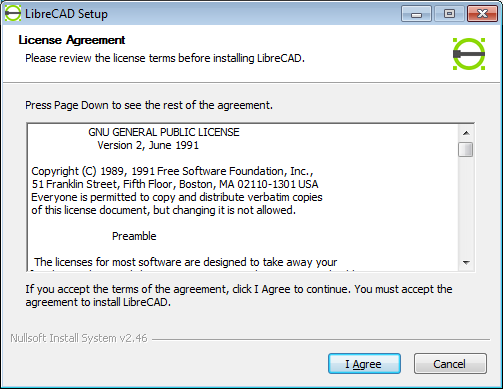 LibreCAD Setup
License Agreement
Please review the license terms before installing LibreCAD.
Press Page Down to see the rest of the agreement.
GNU GENERAL PUBLIC LICENSE
Version 2, June 1991
Copyright (C) 1989, 1991 Free Software Foundation, Inc.,
51 Franklin Street, Fifth Floor, Boston, MA 02110-1301 USA
Everyone is permitted to copy and distribute verbatim copies
of this license document, but changing it is not allowed.
Preamble
The licenses for most software are designed to take away your
If you accept the terms of the agreement, click I Agree to continue. You must accept the
agreement to install LibreCAD.
Nullsoft Install System v2.46
I Agree
Cancel